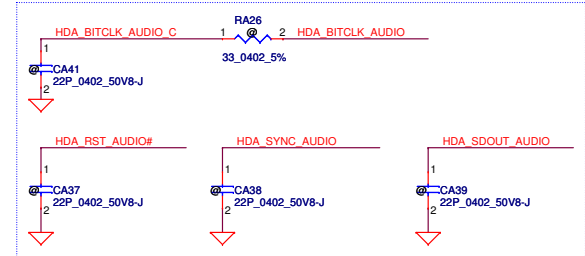 RA26
HDA_BITCLK_AUDIO_C 1 @ 2 HDA_BITCLK_AUDIO
33_0402_5%
1
@ CA41
22P_0402_50V8-J
2
HDA_RST_AUDIO# HDA_SYNC_AUDIO HDA_SDOUT_AUDIO
1 1 1
@ CA37 @ CA38 @ CA39
22P_0402_50V8-J 22P_0402_50V8-J 22P_0402_50V8-J
2 2 2